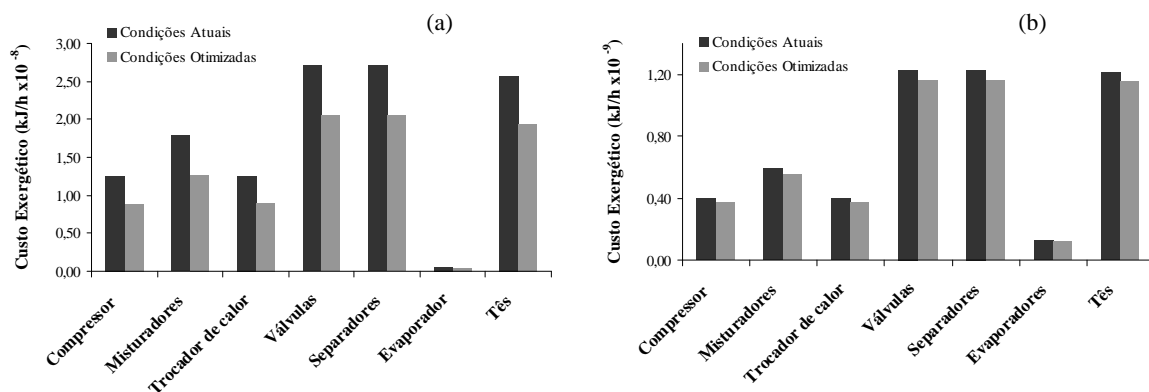 (a)
Condições Atuais
Condições Otimizadas
Custo Exergético (kJ/h x10 -8)
3,00
2,50
2,00
1,50
1,00
0,50
0,00
Compressor
Misturadores
Trocador de calor
Válvulas
Separadores
Evaporador
Tês
(b)
Condições Atuais
Condições Otimizadas
Custo Exergético (kJ/h x10 -9)
1,20
0,80
0,40
0,00
Compressor
Misturadores
Trocador de calor
Válvulas
Separadores
Evaporadores
Tês